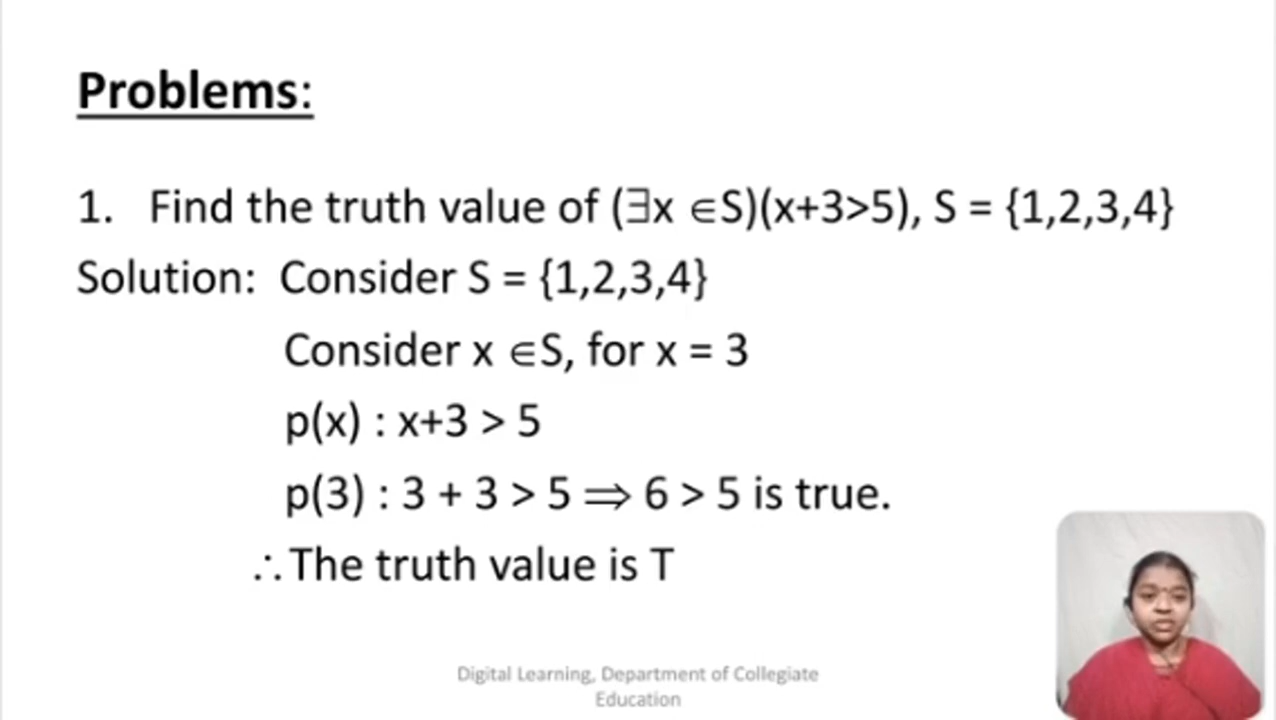 Problems:
1. Find the truth value of (∃x ∈S)(x+3>5), S = {1,2,3,4}
Solution: Consider S = {1,2,3,4}
Consider x ∈S, for x = 3
p(x) : x+3 > 5
p(3) : 3 + 3 > 5 ⟹ 6 > 5 is true.
∴ The truth value is T
Digital Learning, Department of Collegiate
Education